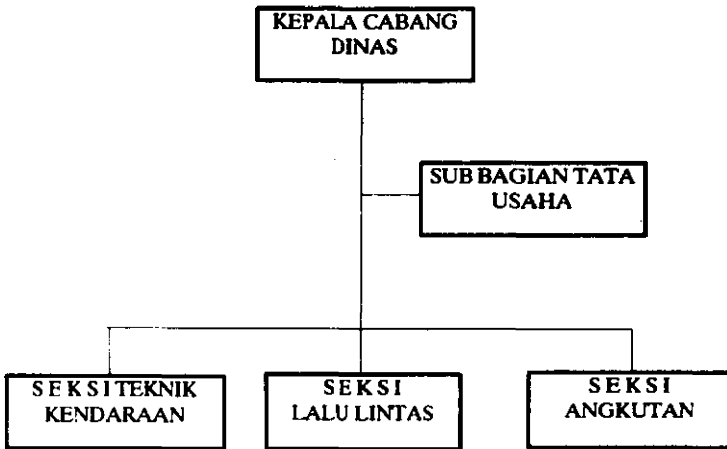 KEPALA CABANG
DINAS
SUB BAGIAN TATA
USAHA
S E K S I TEKNIK
KENDARAAN
S E K S I
LALU LINTAS
S E K S I
ANGKUTAN